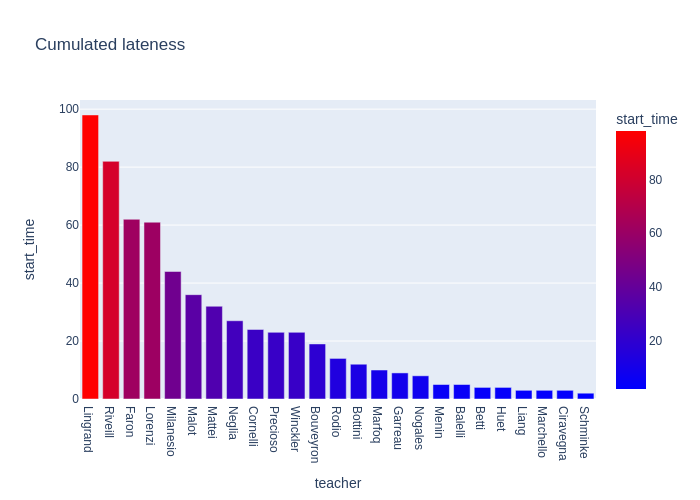 Cumulated lateness
start_time
100
80
60
40
20
0
start_time
80
60
40
20
Lingrand
Riveill
Faron
Lorenzi
Milanesio
Malot
Mattei
Neglia
Cornelli
Precioso
Winckler
Bouveyron
Rodio
Bottini
Marfoq
Garreau
Nogales
Menin
Balelli
Betti
Huet
Liang
Marchello
Ciravegna
Schminke
teacher